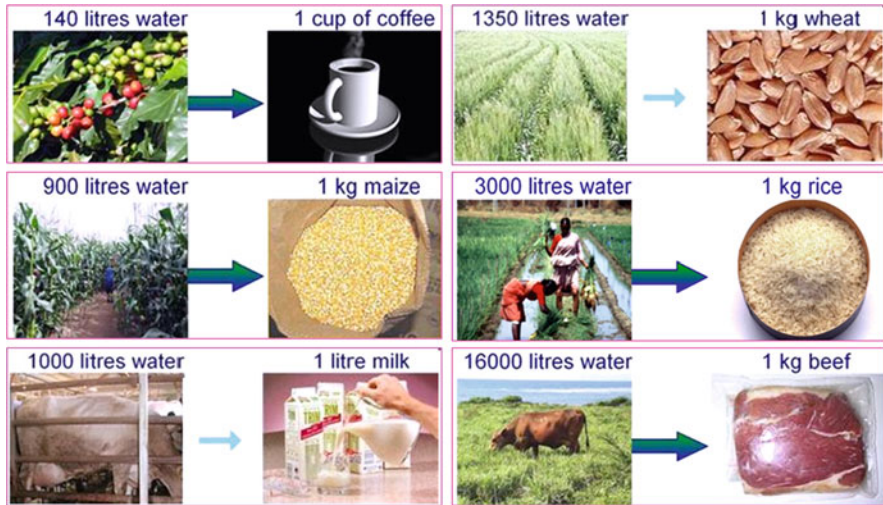 140 litres water
1 cup of coffee
1350 litres water
1 kg wheat
900 litres water
1 kg maize
3000 litres water
1 kg rice
1000 litres water
1 litre milk
16000 litres water
1 kg beef
TRIM